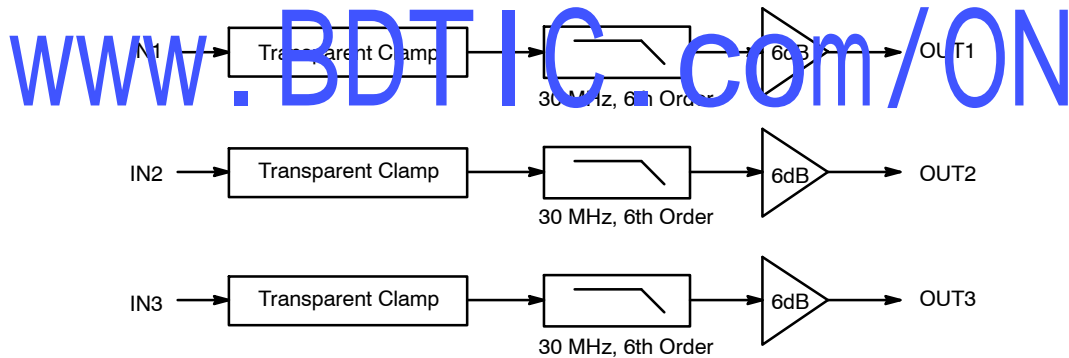 www.BDTIC.com/ON
IN1 Transparent Clamp 6dB OUT1
30 MHz, 6th Order
IN2 Transparent Clamp 6dB OUT2
30 MHz, 6th Order
IN3 Transparent Clamp 6dB OUT3
30 MHz, 6th Order